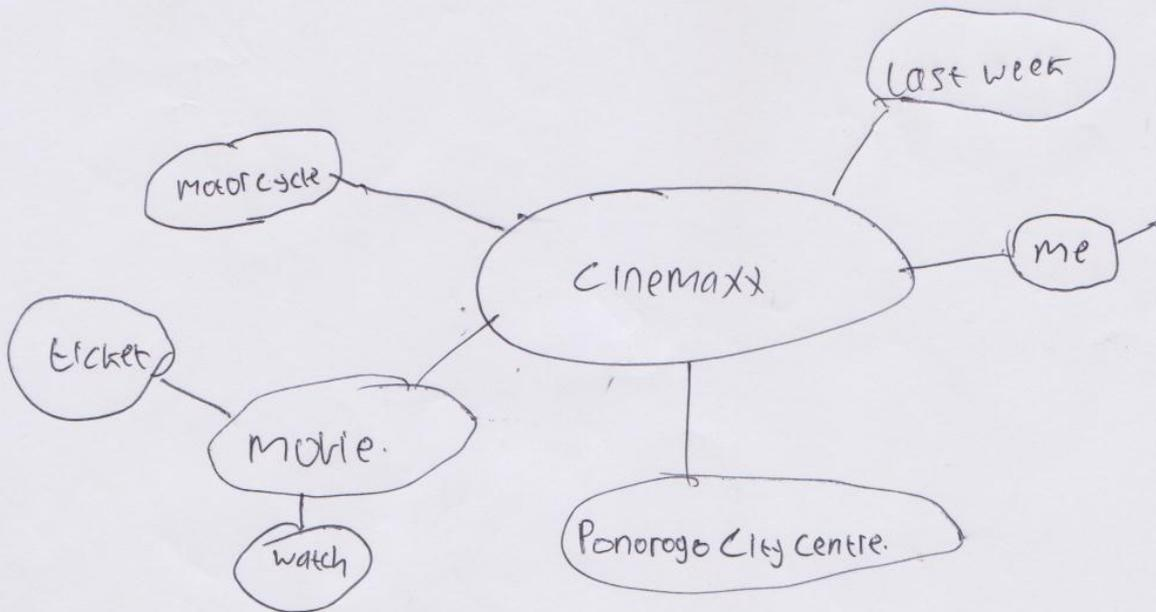 Last week
Motorcycle
Cinemaxx
me
ticket
Movie.
Ponorogo City Centre.
watch